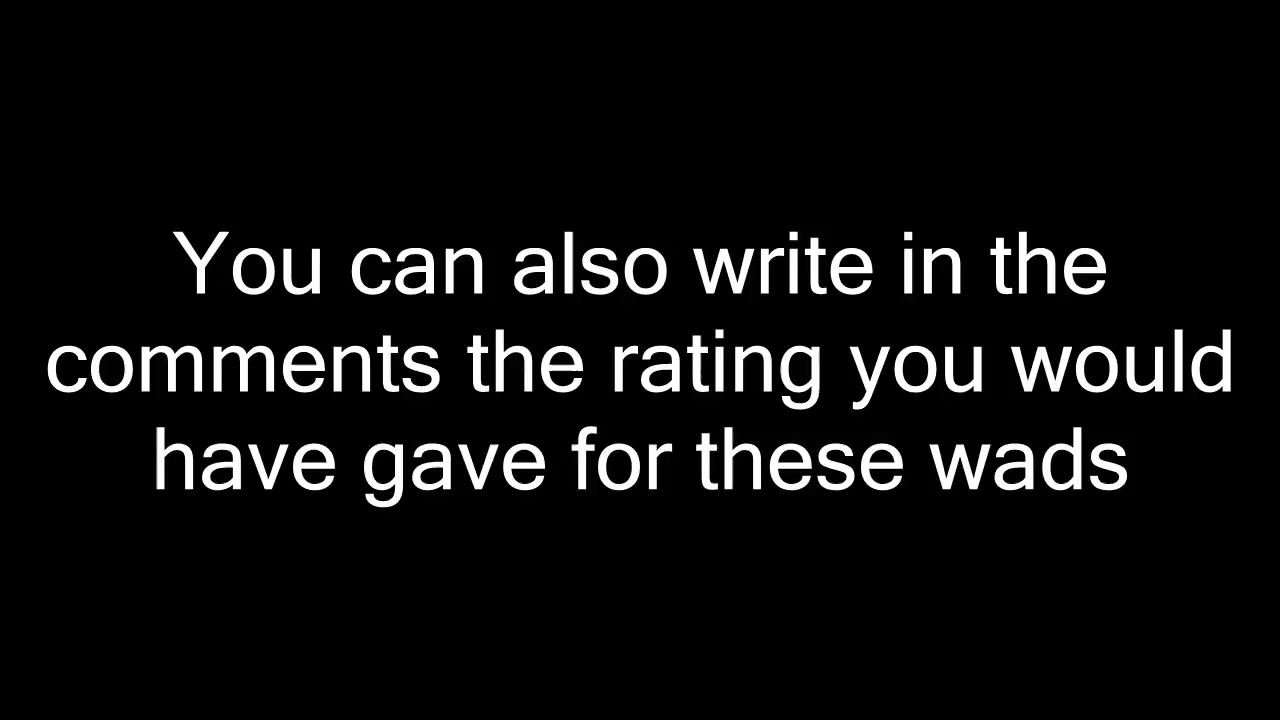 You can also write in the
comments the rating you would
have gave for these wads